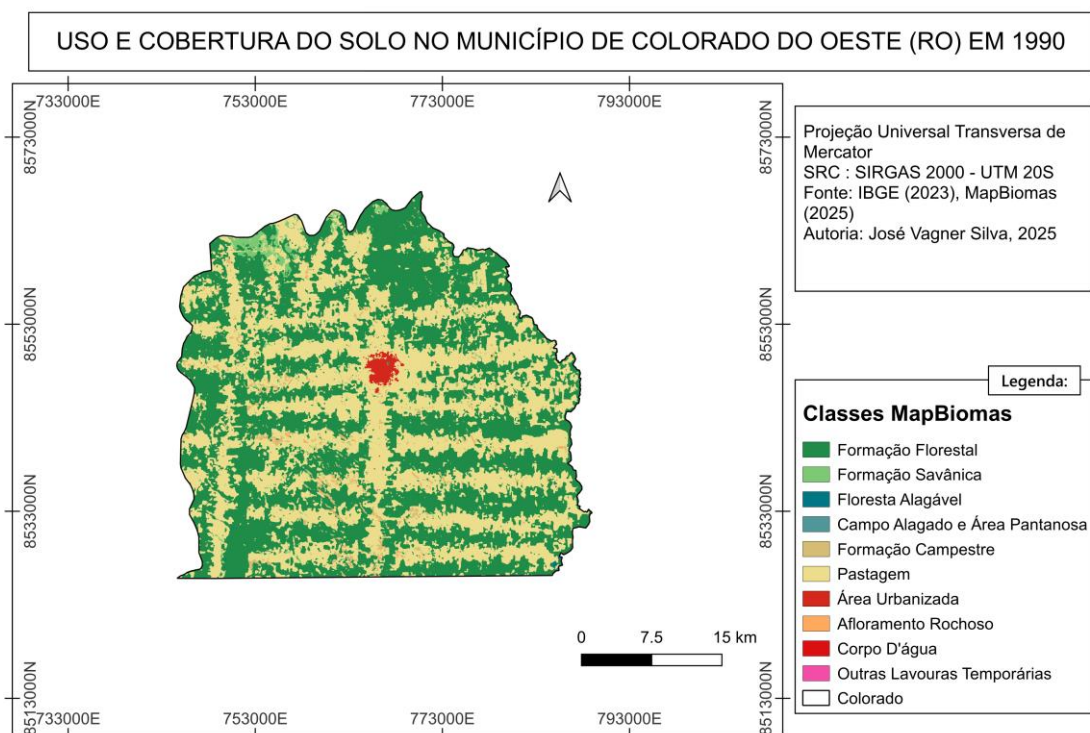 USO E COBERTURA DO SOLO NO MUNICÍPIO DE COLORADO DO OESTE (RO) EM 1990
733000E 753000E 773000E 793000E
8573000N 8573000N
8553000N 8553000N
8533000N 8533000N
8513000N 8513000N
Projeção Universal Transversa de
Mercator
SRC : SIRGAS 2000 - UTM 20S
Fonte: IBGE (2023), MapBiomas
(2025)
Autoria: José Vagner Silva, 2025
Legenda:
Classes MapBiomas
Formação Florestal
Formação Savânica
Floresta Alagável
Campo Alagado e Área Pantanosa
Formação Campestre
Pastagem
Área Urbanizada
Afloramento Rochoso
Corpo D'água
Outras Lavouras Temporárias
Colorado
0 7.5 15 km
733000E 753000E 773000E 793000E